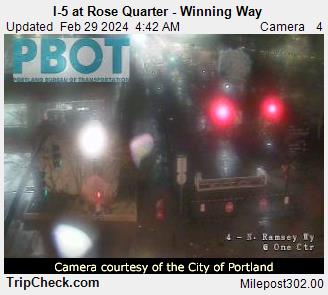 I-5 at Rose Quarter - Winning Way
Updated Feb 29 2024 4:42 AM Camera 4
PBOT
PORTLAND BUREAU OF TRANSPORTATION
4 - N. Ramsey Wy
@ One Ctr
Camera courtesy of the City of Portland
TripCheck.com Milepost302.00